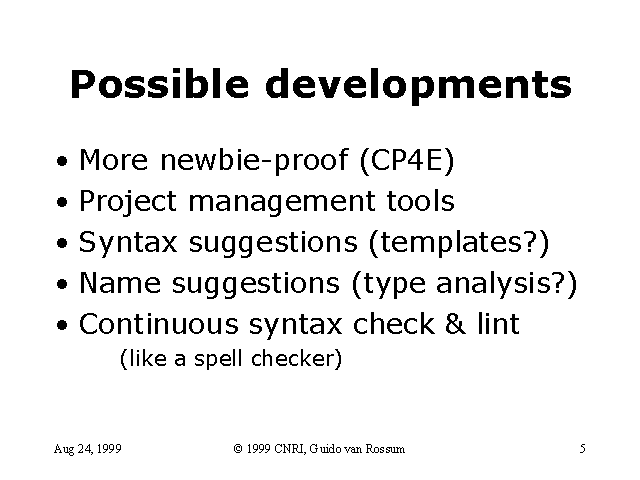 Possible developments
• More newbie-proof (CP4E)
• Project management tools
• Syntax suggestions (templates?)
• Name suggestions (type analysis?)
• Continuous syntax check & lint
(like a spell checker)
Aug 24, 1999 © 1999 CNRI, Guido van Rossum 5